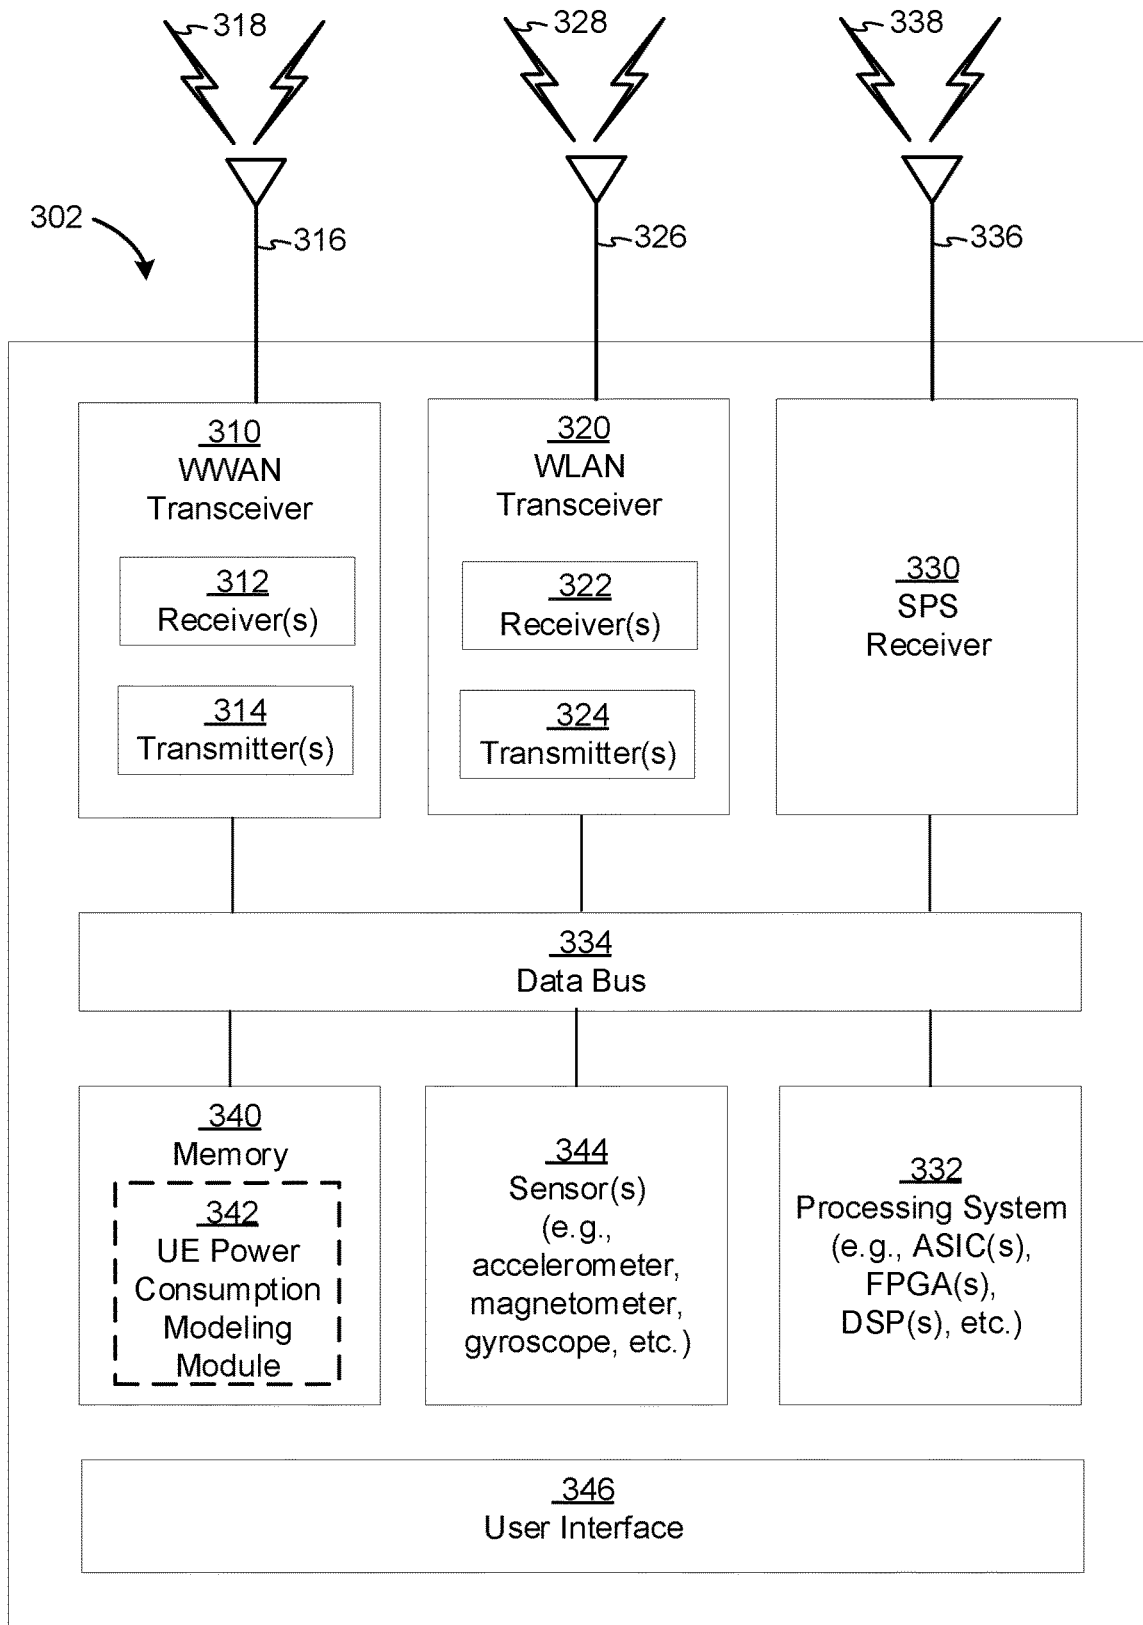 318
328
338
302
316
326
336
310
WWAN
Transceiver
312
Receiver(s)
314
Transmitter(s)
320
WLAN
Transceiver
322
Receiver(s)
324
Transmitter(s)
330
SPS
Receiver
334
Data Bus
340
Memory
342
UE Power
Consumption
Modeling
Module
344
Sensor(s)
(e.g.,
accelerometer,
magnetometer,
gyroscope, etc.)
332
Processing System
(e.g., ASIC(s),
FPGA(s),
DSP(s), etc.)
346
User Interface